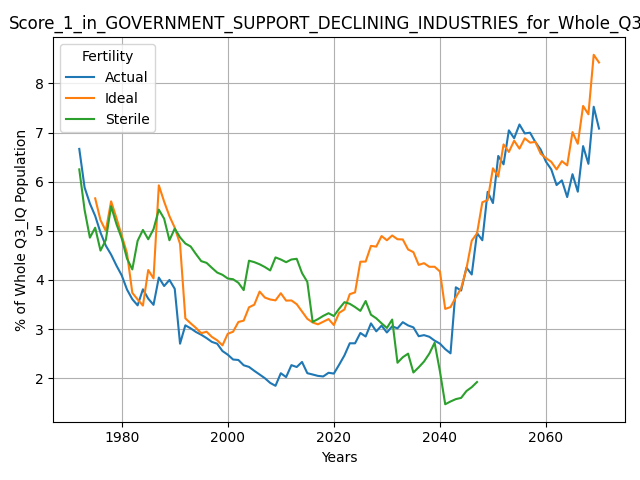 Score_1_in_GOVERNMENT_SUPPORT_DECLINING_INDUSTRIES_for_Whole_Q3
Fertility
Actual
Ideal
Sterile
% of Whole Q3_IQ Population
8
7
6
5
4
3
2
1980 2000 2020 2040 2060
Years